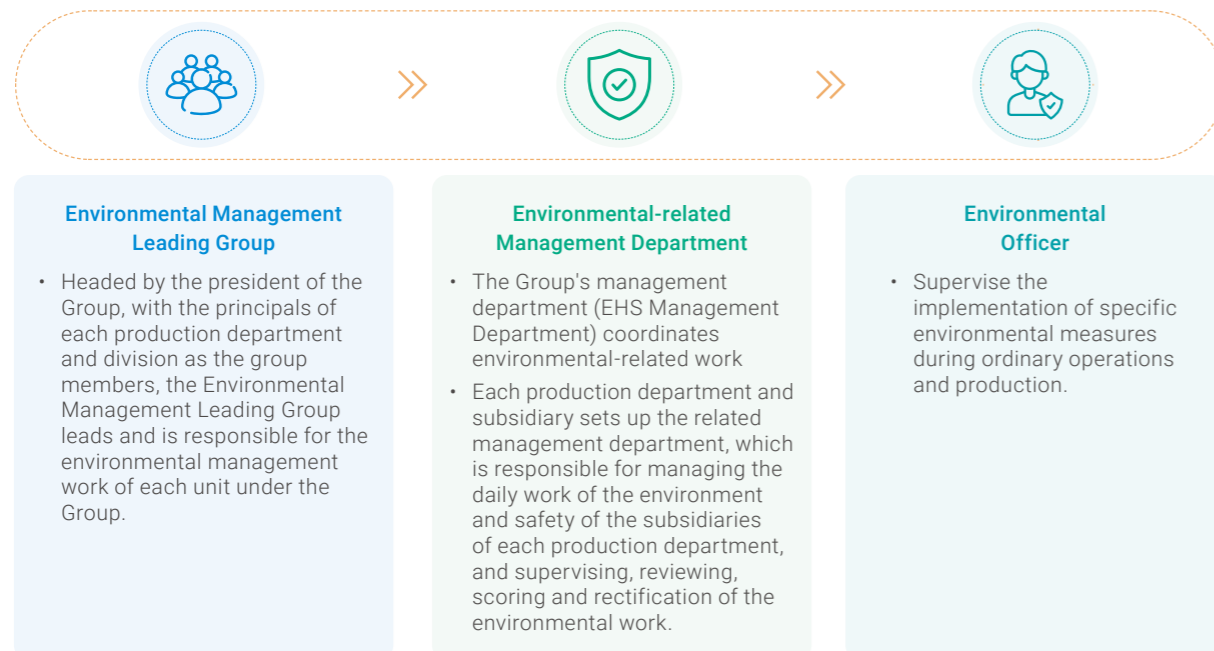 Environmental Management
Leading Group
• Headed by the president of the
Group, with the principals of
each production department
and division as the group
members, the Environmental
Management Leading Group
leads and is responsible for the
environmental management
work of each unit under the
Group.
Environmental-related
Management Department
• The Group's management
department (EHS Management
Department) coordinates
environmental-related work
• Each production department and
subsidiary sets up the related
management department, which
is responsible for managing the
daily work of the environment
and safety of the subsidiaries
of each production department,
and supervising, reviewing,
scoring and rectification of the
environmental work.
Environmental
Officer
• Supervise the
implementation of specific
environmental measures
during ordinary operations
and production.